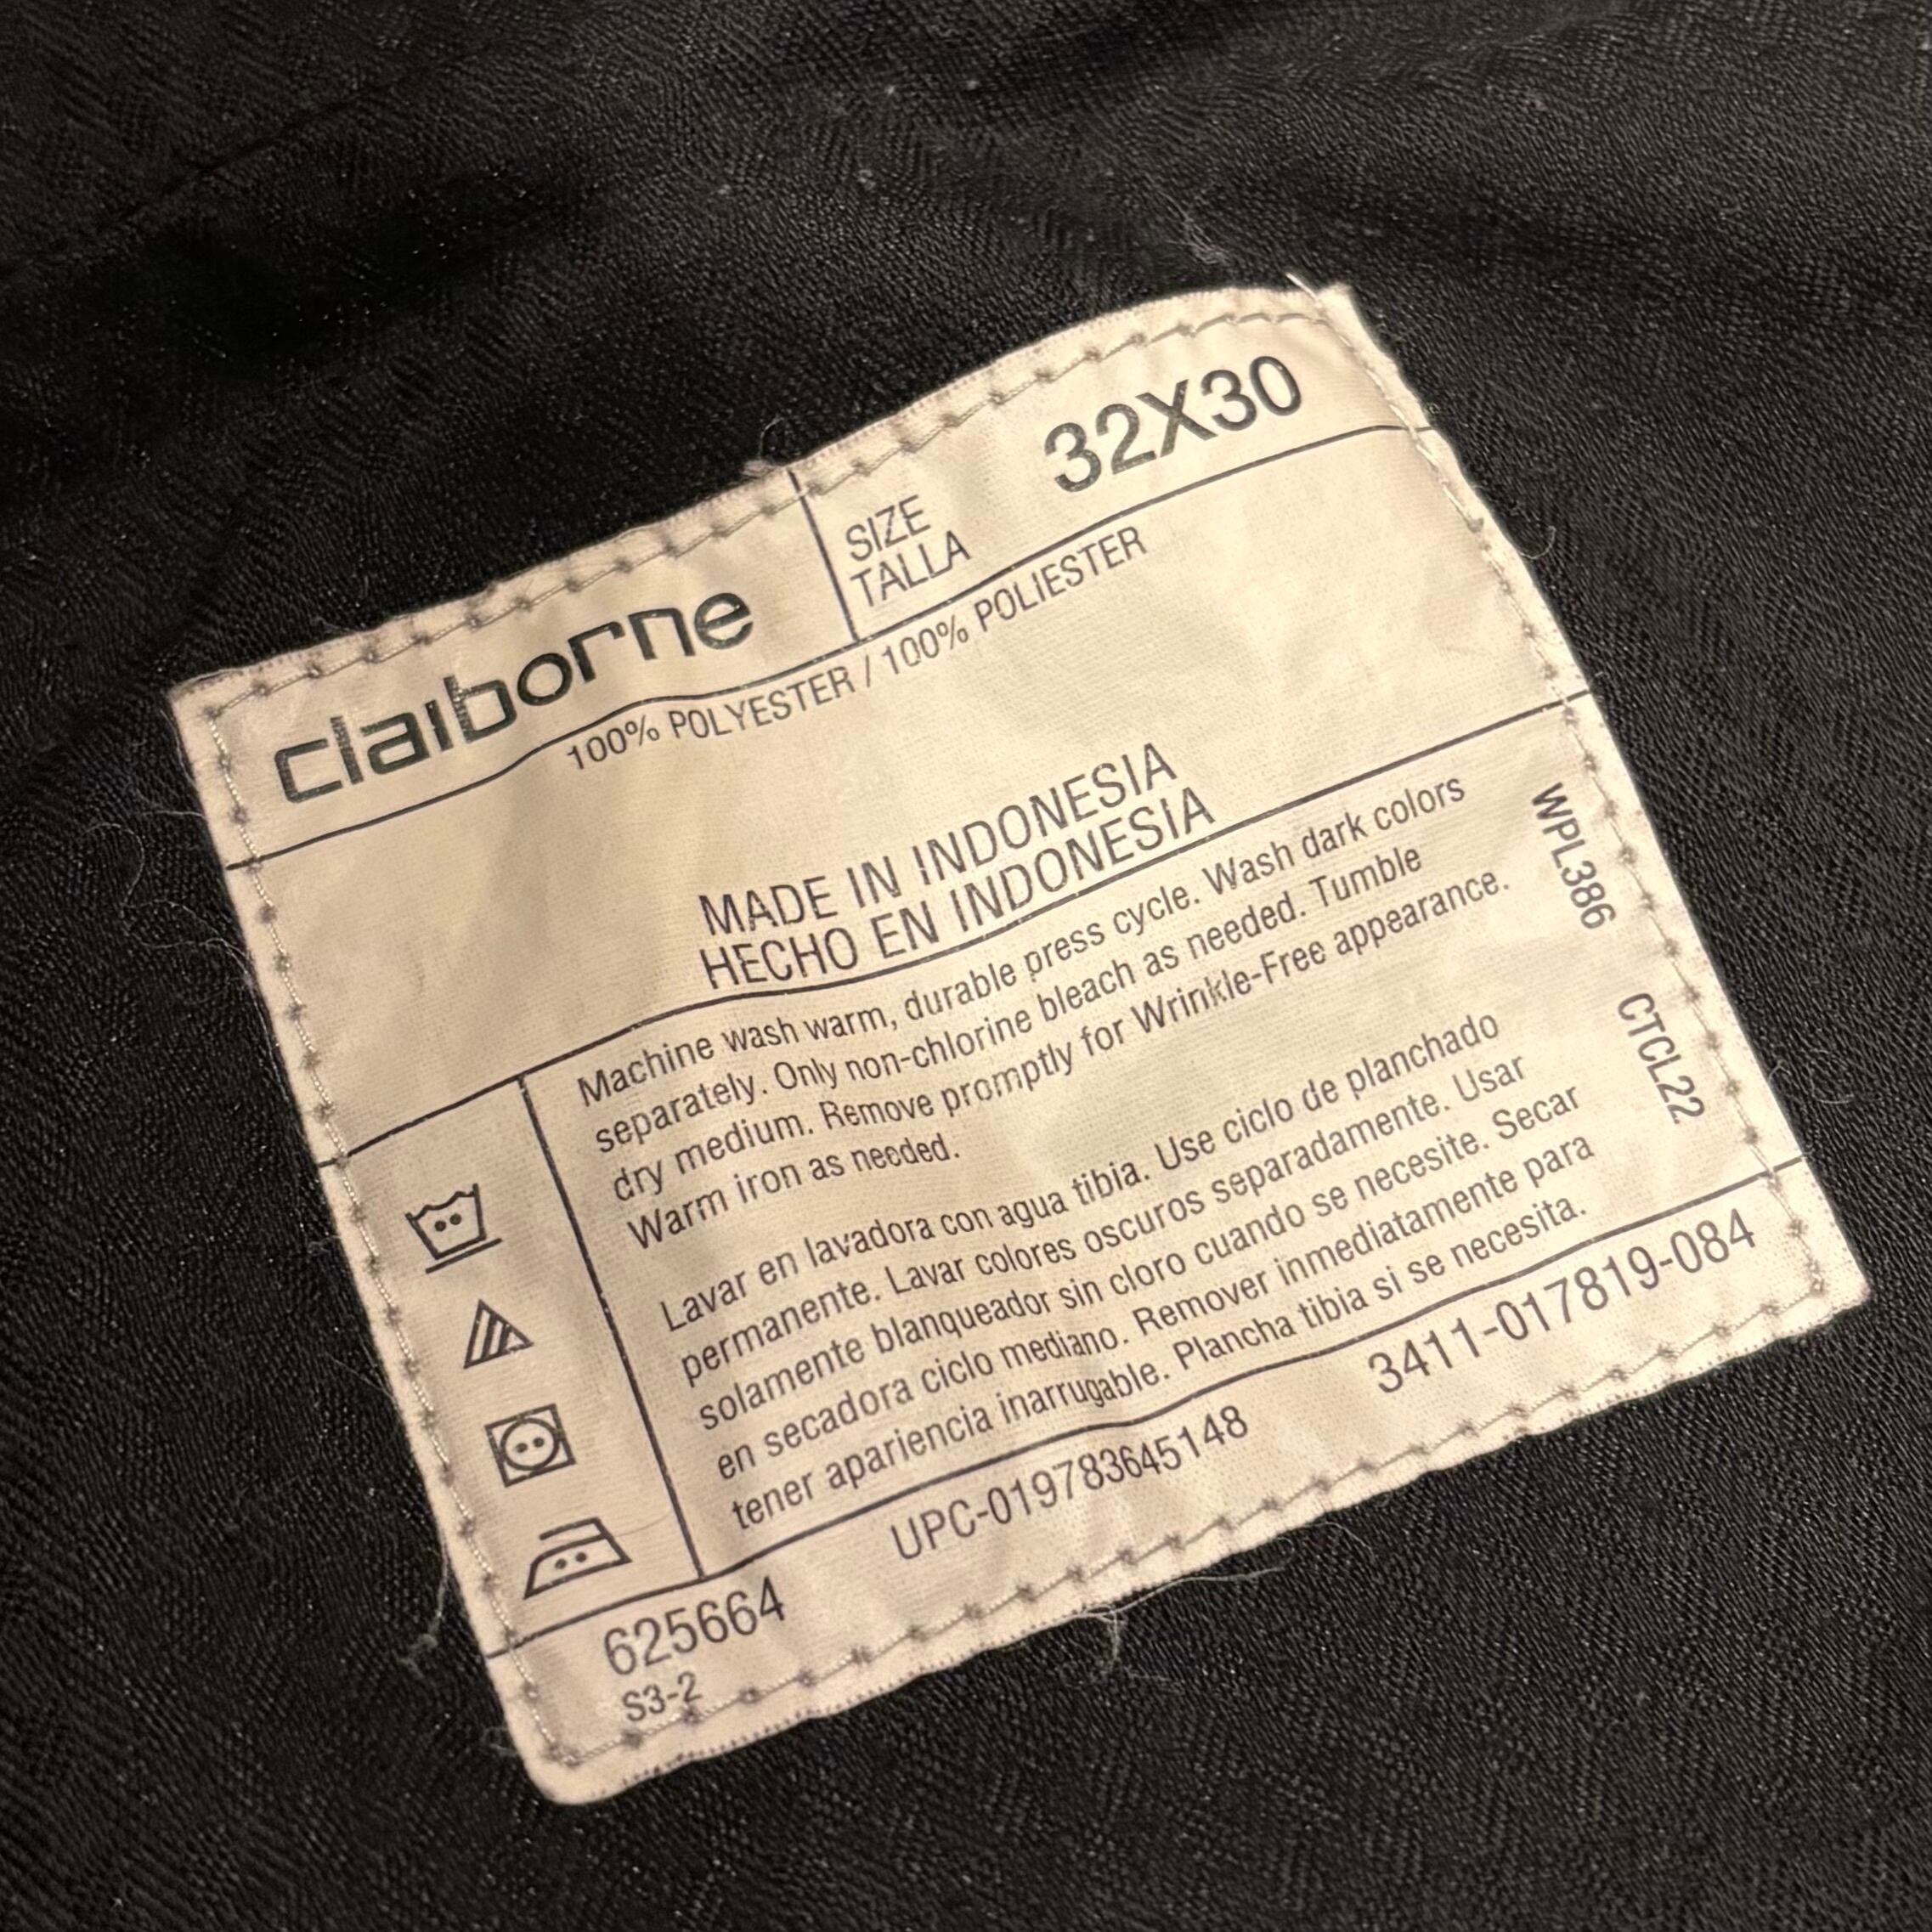 claiborne
SIZE
TALLA
32X30
100% POLYESTER / 100% POLIESTER
MADE IN INDONESIA
HECHO EN INDONESIA
Machine wash warm, durable press cycle. Wash dark colors
separately. Only non-chlorine bleach as needed. Tumble
dry medium. Remove promptly for Wrinkle-Free appearance.
Warm iron as needed.
Lavar en lavadora con agua tibia. Use ciclo de planchado
permanente. Lavar colores oscuros separadamente. Usar
solamente blanqueador sin cloro cuando se necesite. Secar
en secadora ciclo mediano. Remover inmediatamente para
tener apariencia inarrugable. Plancha tibia si se necesita.
WPL386
CTCL22
625664
UPC-019783645148
3411-017819-084
S3-2